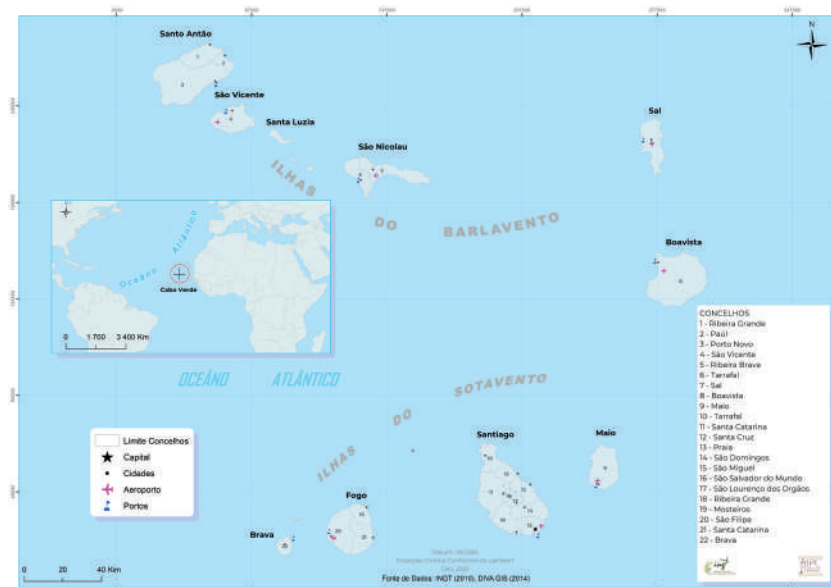 Santo Antão
São Vicente
Santa Luzia
São Nicolau
Sal
N
ILHAS DO BARLAVENTO
Boavista
Oceâno Atlântico
Cabo Verde
0 1 700 3 400 Km
OCEÂNO ATLÂNTICO
ILHAS DO SOTAVENTO
Santiago
Maio
Fogo
Brava
Limite Concelhos
Capital
Cidades
Aeroporto
Portos
CONCELHOS
1 - Ribeira Grande
2 - Paúl
3 - Porto Novo
4 - São Vicente
5 - Ribeira Brava
6 - Tarrafal
7 - Sal
8 - Boavista
9 - Maio
10 - Tarrafal
11 - Santa Catarina
12 - Santa Cruz
13 - Praia
14 - São Domingos
15 - São Miguel
16 - São Salvador do Mundo
17 - São Lourenço dos Orgãos
18 - Ribeira Grande
19 - Mosteiros
20 - São Filipe
21 - Santa Catarina
22 - Brava
0 20 40 Km
Fonte de Dados: INGT (2010), DIVA GIS (2014)